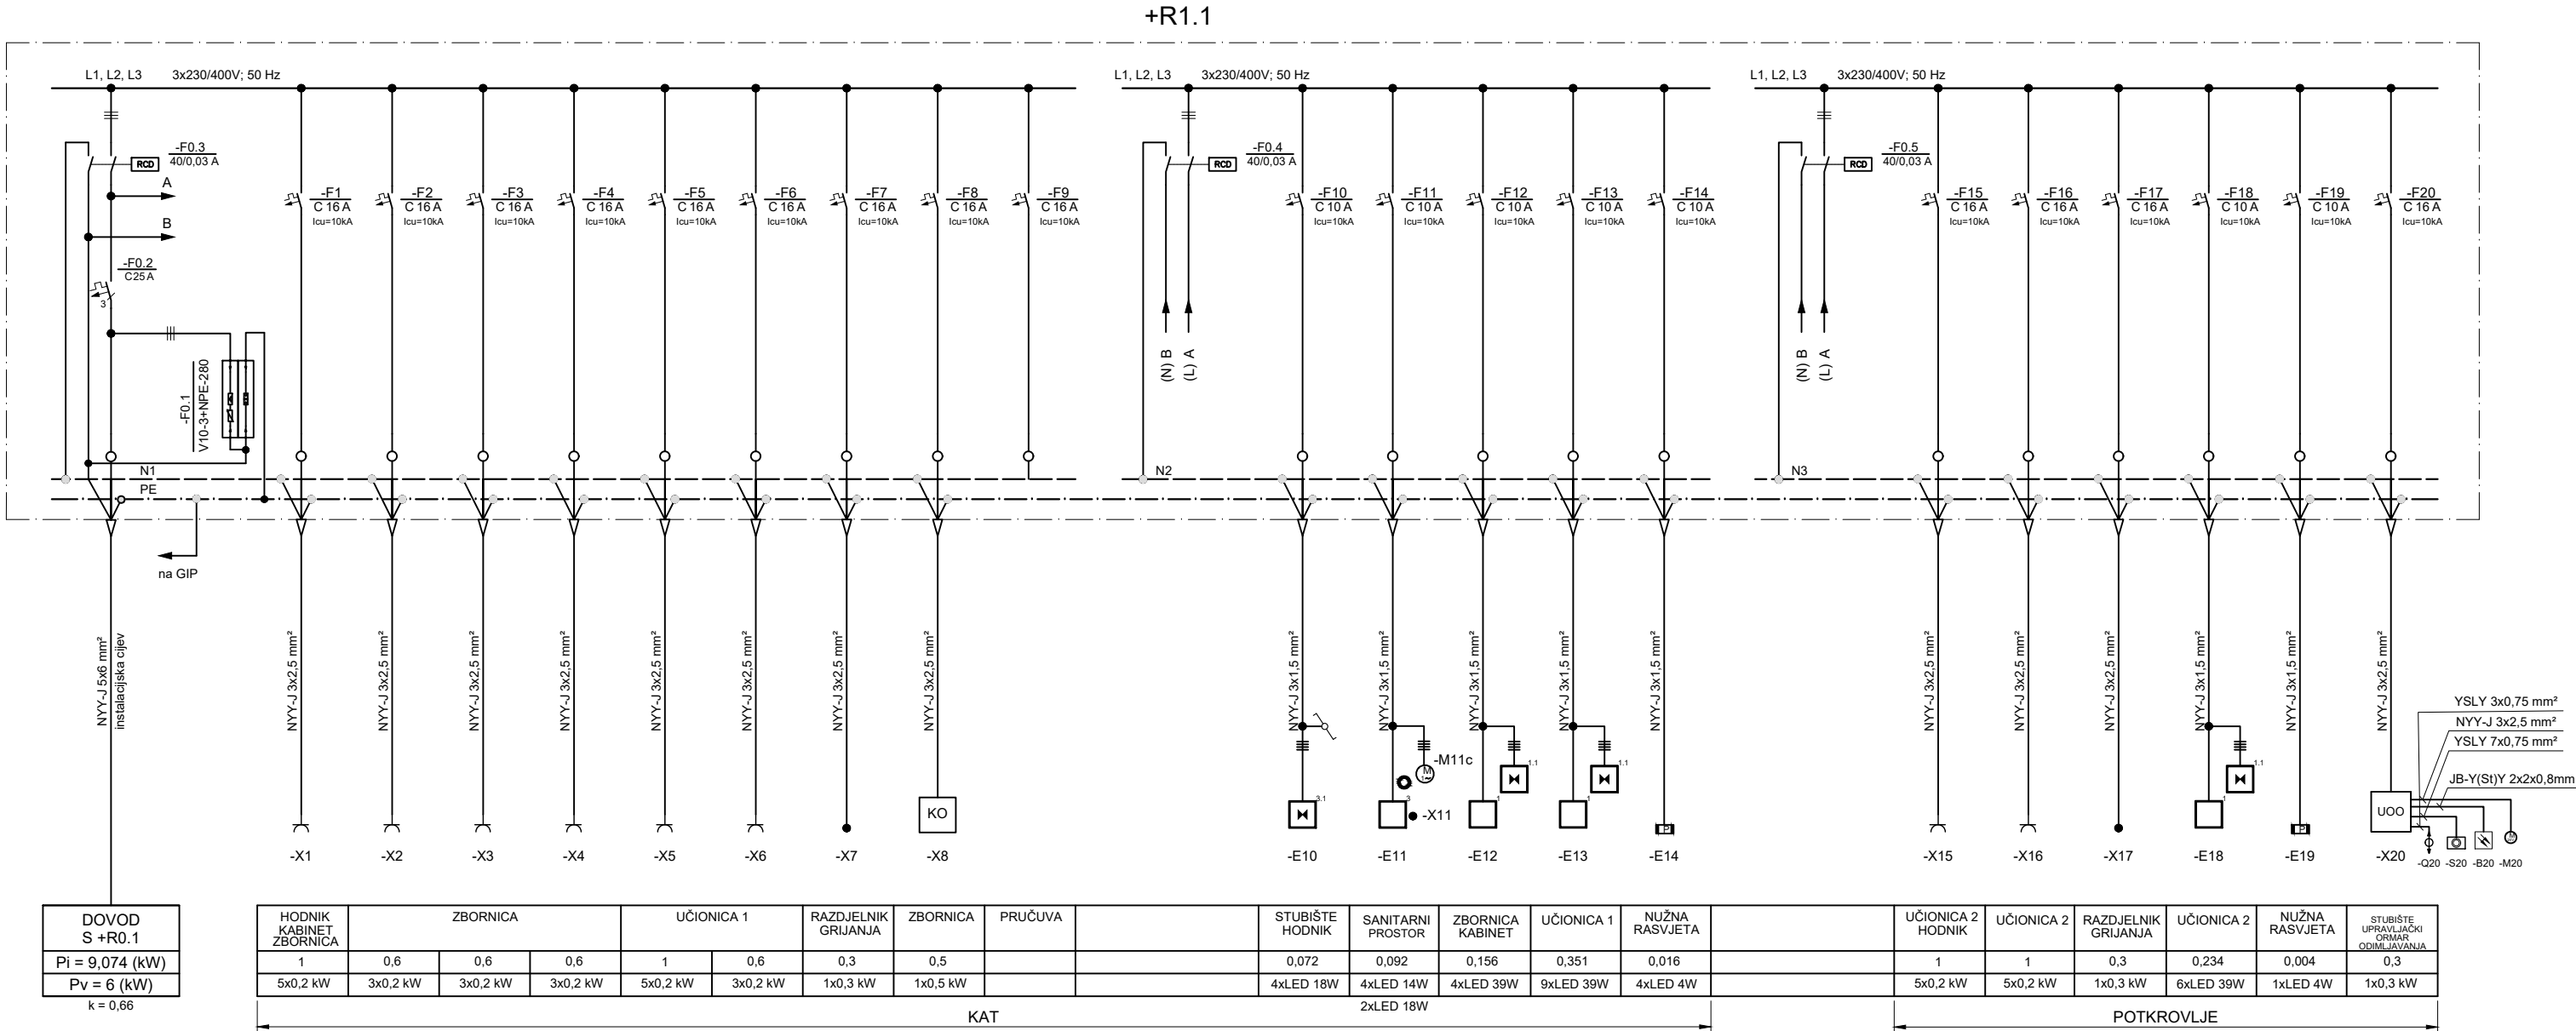 +R1.1
L1, L2, L3 3x230/400V; 50 Hz
L1, L2, L3 3x230/400V; 50 Hz
L1, L2, L3 3x230/400V; 50 Hz
RCD
-F0.3
40/0,03 A
A
B
-F0.2
C25 A
3
-F0.1
V10-3+NPE-280
-F1
C 16 A
Icu=10kA
-F2
C 16 A
Icu=10kA
-F3
C 16 A
Icu=10kA
-F4
C 16 A
Icu=10kA
-F5
C 16 A
Icu=10kA
-F6
C 16 A
Icu=10kA
-F7
C 16 A
Icu=10kA
-F8
C 16 A
Icu=10kA
-F9
C 16 A
Icu=10kA
RCD
-F0.4
40/0,03 A
(N) B
(L) A
-F10
C 10 A
Icu=10kA
-F11
C 10 A
Icu=10kA
-F12
C 10 A
Icu=10kA
-F13
C 10 A
Icu=10kA
-F14
C 10 A
Icu=10kA
RCD
-F0.5
40/0,03 A
(N) B
(L) A
-F15
C 16 A
Icu=10kA
-F16
C 16 A
Icu=10kA
-F17
C 16 A
Icu=10kA
-F18
C 10 A
Icu=10kA
-F19
C 10 A
Icu=10kA
-F20
C 16 A
Icu=10kA
N1
PE
N2
N3
na GIP
NYY-J 5x6 mm²
instalacijska cijev
NYY-J 3x2,5 mm²
NYY-J 3x2,5 mm²
NYY-J 3x2,5 mm²
NYY-J 3x2,5 mm²
NYY-J 3x2,5 mm²
NYY-J 3x2,5 mm²
NYY-J 3x2,5 mm²
NYY-J 3x2,5 mm²
NYY-J 3x1,5 mm²
NYY-J 3x1,5 mm²
NYY-J 3x1,5 mm²
NYY-J 3x1,5 mm²
NYY-J 3x1,5 mm²
NYY-J 3x2,5 mm²
NYY-J 3x2,5 mm²
NYY-J 3x2,5 mm²
NYY-J 3x1,5 mm²
NYY-J 3x1,5 mm²
NYY-J 3x2,5 mm²
YSLY 3x0,75 mm²
NYY-J 3x2,5 mm²
YSLY 7x0,75 mm²
JB-Y(St)Y 2x2x0,8mm
KO
3.1
-M11c
3
-X11
1.1
1
1.1
1
1.1
1
UOO
-X1
-X2
-X3
-X4
-X5
-X6
-X7
-X8
-E10
-E11
-E12
-E13
-E14
-X15
-X16
-X17
-E18
-E19
-X20
-Q20 -S20 -B20 -M20
DOVOD
S +R0.1
Pi = 9,074 (kW)
Pv = 6 (kW)
k = 0,66
HODNIK
KABINET
ZBORNICA
ZBORNICA
UČIONICA 1
RAZDJELNIK
GRIJANJA
ZBORNICA
PRUČUVA
STUBIŠTE
HODNIK
SANITARNI
PROSTOR
ZBORNICA
KABINET
UČIONICA 1
NUŽNA
RASVJETA
UČIONICA 2
HODNIK
UČIONICA 2
RAZDJELNIK
GRIJANJA
UČIONICA 2
NUŽNA
RASVJETA
STUBIŠTE
UPRAVLJAČKI
ORMAR
ODIMLJAVANJA
1 0,6 0,6 0,6 1 0,6 0,3 0,5 0,072 0,092 0,156 0,351 0,016 1 1 0,3 0,234 0,004 0,3
5x0,2 kW 3x0,2 kW 3x0,2 kW 3x0,2 kW 5x0,2 kW 3x0,2 kW 1x0,3 kW 1x0,5 kW 4xLED 18W 4xLED 14W 4xLED 39W 9xLED 39W 4xLED 4W 5x0,2 kW 5x0,2 kW 1x0,3 kW 6xLED 39W 1xLED 4W 1x0,3 kW
2xLED 18W
KAT
POTKROVLJE